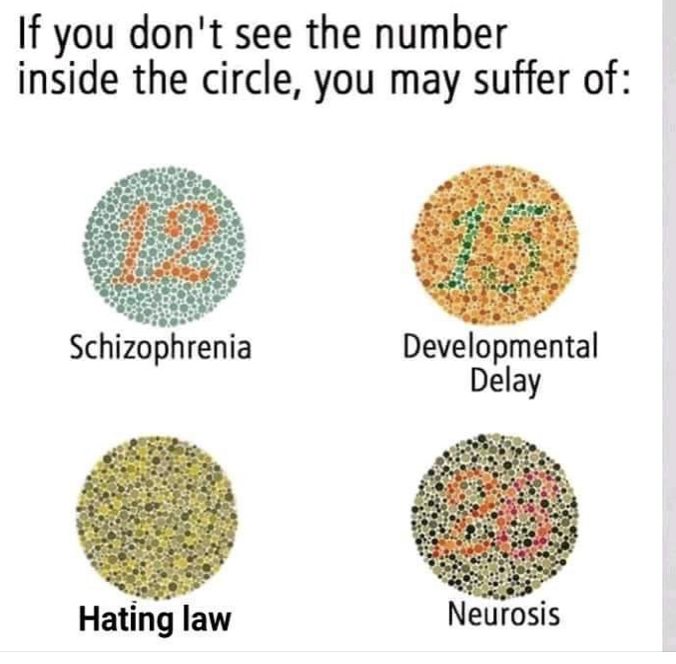 If you don't see the number
inside the circle, you may suffer of:
12
15
Schizophrenia
Developmental
Delay
26
Hating law
Neurosis